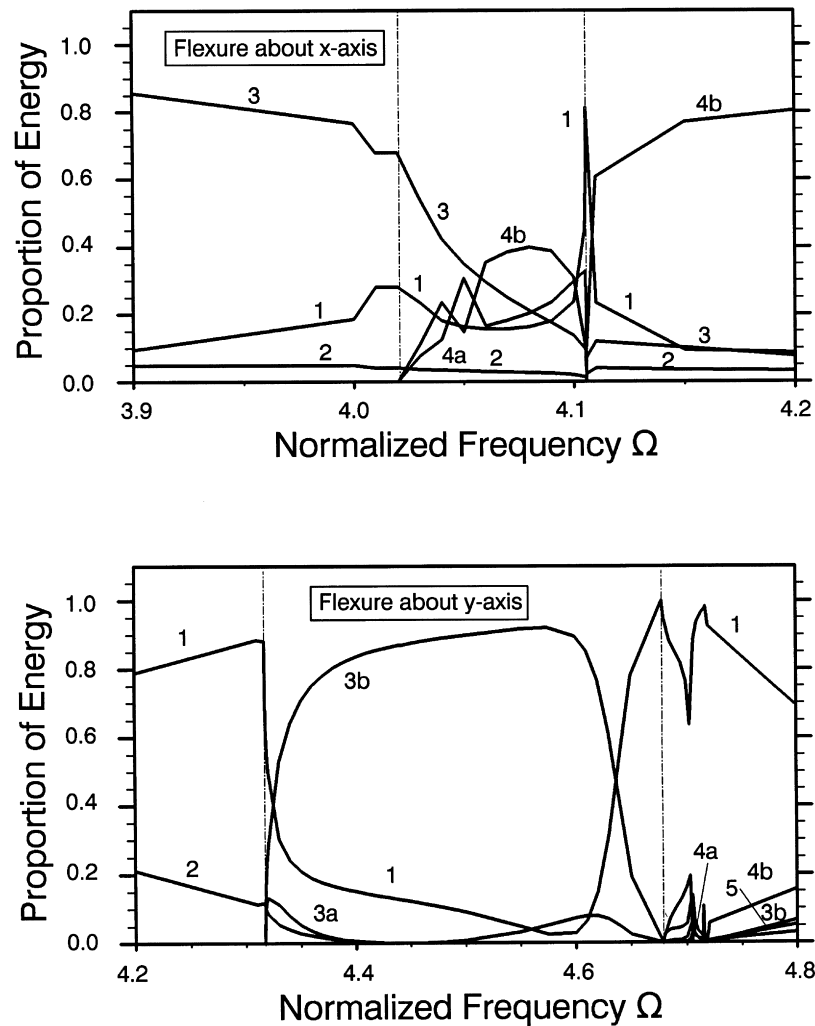 Flexure about x-axis
Proportion of Energy
1.0
0.8
0.6
0.4
0.2
0.0
3
1
2
3
1
4a
4b
2
1
4b
1
3
2
3.9
4.0
4.1
4.2
Normalized Frequency Ω
Flexure about y-axis
Proportion of Energy
1.0
0.8
0.6
0.4
0.2
0.0
1
2
3b
1
3a
1
4a
4b
5
3b
4.2
4.4
4.6
4.8
Normalized Frequency Ω